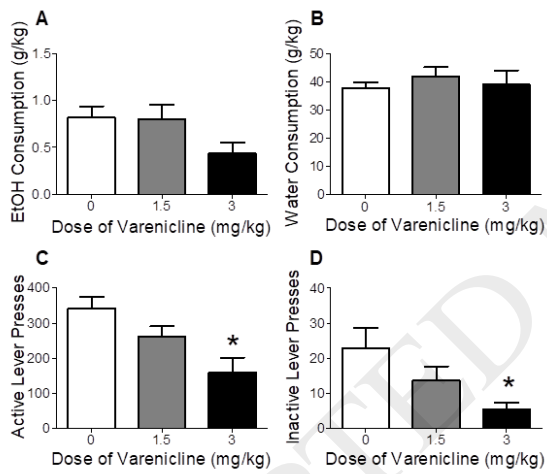 A
EtOH Consumption (g/kg)
1.5
1.0
0.5
0.0
0 1.5 3
Dose of Varenicline (mg/kg)
B
Water Consumption (g/kg)
50
40
30
20
10
0
0 1.5 3
Dose of Varenicline (mg/kg)
C
Active Lever Presses
400
300
200
100
0
*
0 1.5 3
Dose of Varenicline (mg/kg)
D
Inactive Lever Presses
40
30
20
10
0
*
0 1.5 3
Dose of Varenicline (mg/kg)
TED